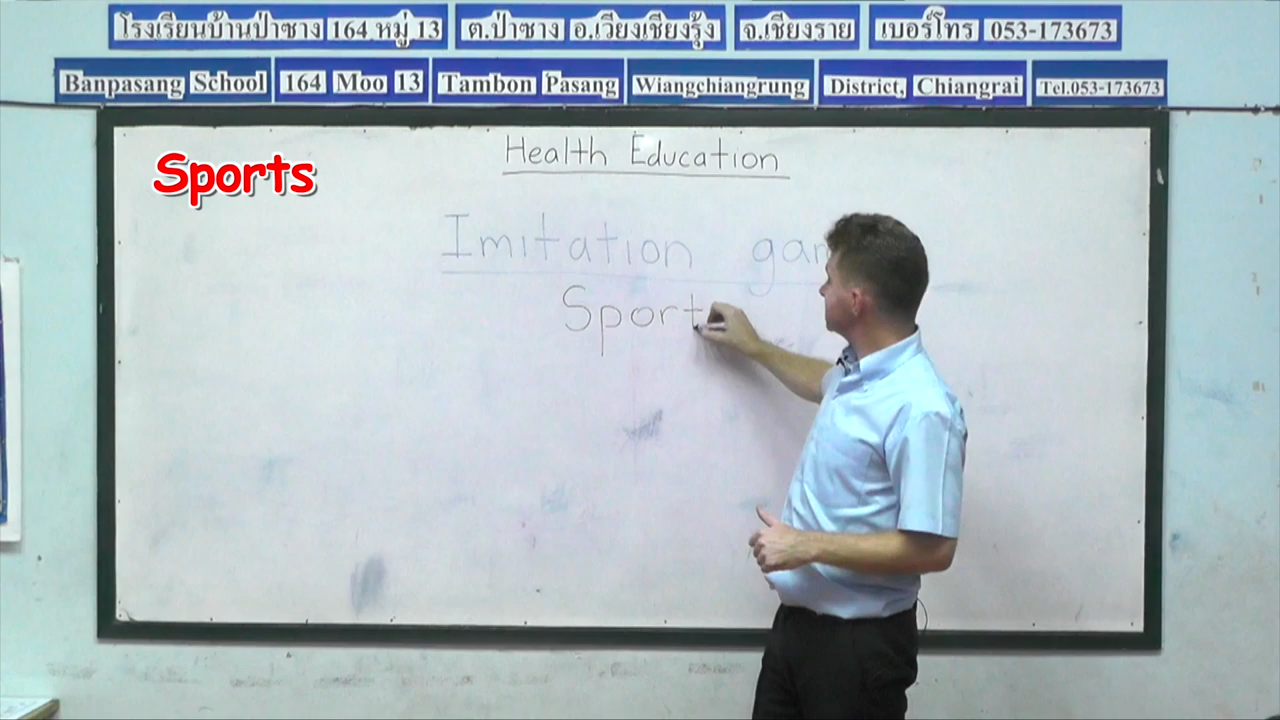 โรงเรียนบ้านป่าซาง 164 หมู่ 13 ต.ป่าซาง อ.เวียงเชียงรุ้ง จ.เชียงราย เบอร์โทร 053-173673
Banpasang School 164 Moo 13 Tambon Pasang Wiangchiangrung District, Chiangrai Tel.053-173673
Health Education
Sports
Imitation gam
Sport